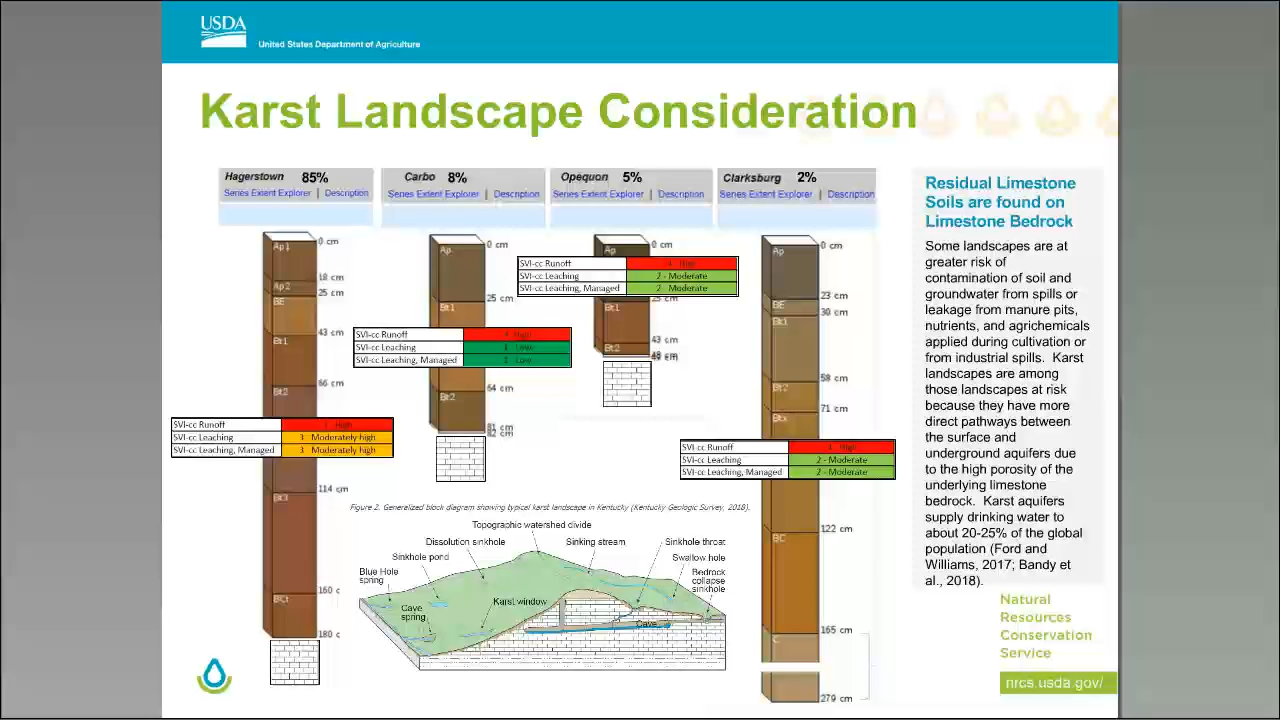 USDA
United States Department of Agriculture
Karst Landscape Consideration
Hagerstown 85%
Series Extent Explorer | Description
Carbo 8%
Series Extent Explorer | Description
Opequon 5%
Series Extent Explorer | Description
Clarksburg 2%
Series Extent Explorer | Description
Ap1
0 cm
18 cm
Ap2
25 cm
BE
43 cm
Bt1
66 cm
Bt2
SVI-cc Runoff High
SVI-cc Leaching 3 Moderately high
SVI-cc Leaching, Managed 3 Moderately high
114 cm
Bt3
160 c
BCt
180 c
Ap
0 cm
25 cm
Bt1
SVI-cc Runoff High
SVI-cc Leaching 1 Low
SVI-cc Leaching, Managed 1 Low
64 cm
Bt2
81 cm
82 cm
Ap
0 cm
SVI-cc Runoff High
SVI-cc Leaching 2 - Moderate
SVI-cc Leaching, Managed 2 Moderate
25 cm
Bt1
43 cm
Bt2
cm
Ap
0 cm
23 cm
BE
30 cm
Bt1
58 cm
Bt2
71 cm
Btx
SVI-cc Runoff High
SVI-cc Leaching 2 - Moderate
SVI-cc Leaching, Managed 2 - Moderate
122 cm
BC
165 cm
C
279 cm
Figure 2. Generalized block diagram showing typical karst landscape in Kentucky (Kentucky Geologic Survey, 2018).
Topographic watershed divide
Dissolution sinkhole
Sinking stream
Sinkhole throat
Sinkhole pond
Swallow hole
Blue Hole
spring
Bedrock
collapse
sinkhole
Karst window
Cave
spring
Cave
Residual Limestone
Soils are found on
Limestone Bedrock
Some landscapes are at
greater risk of
contamination of soil and
groundwater from spills or
leakage from manure pits,
nutrients, and agrichemicals
applied during cultivation or
from industrial spills. Karst
landscapes are among
those landscapes at risk
because they have more
direct pathways between
the surface and
underground aquifers due
to the high porosity of the
underlying limestone
bedrock. Karst aquifers
supply drinking water to
about 20-25% of the global
population (Ford and
Williams, 2017; Bandy et
al., 2018).
Natural
Resources
Conservation
Service
nrcs.usda.gov/